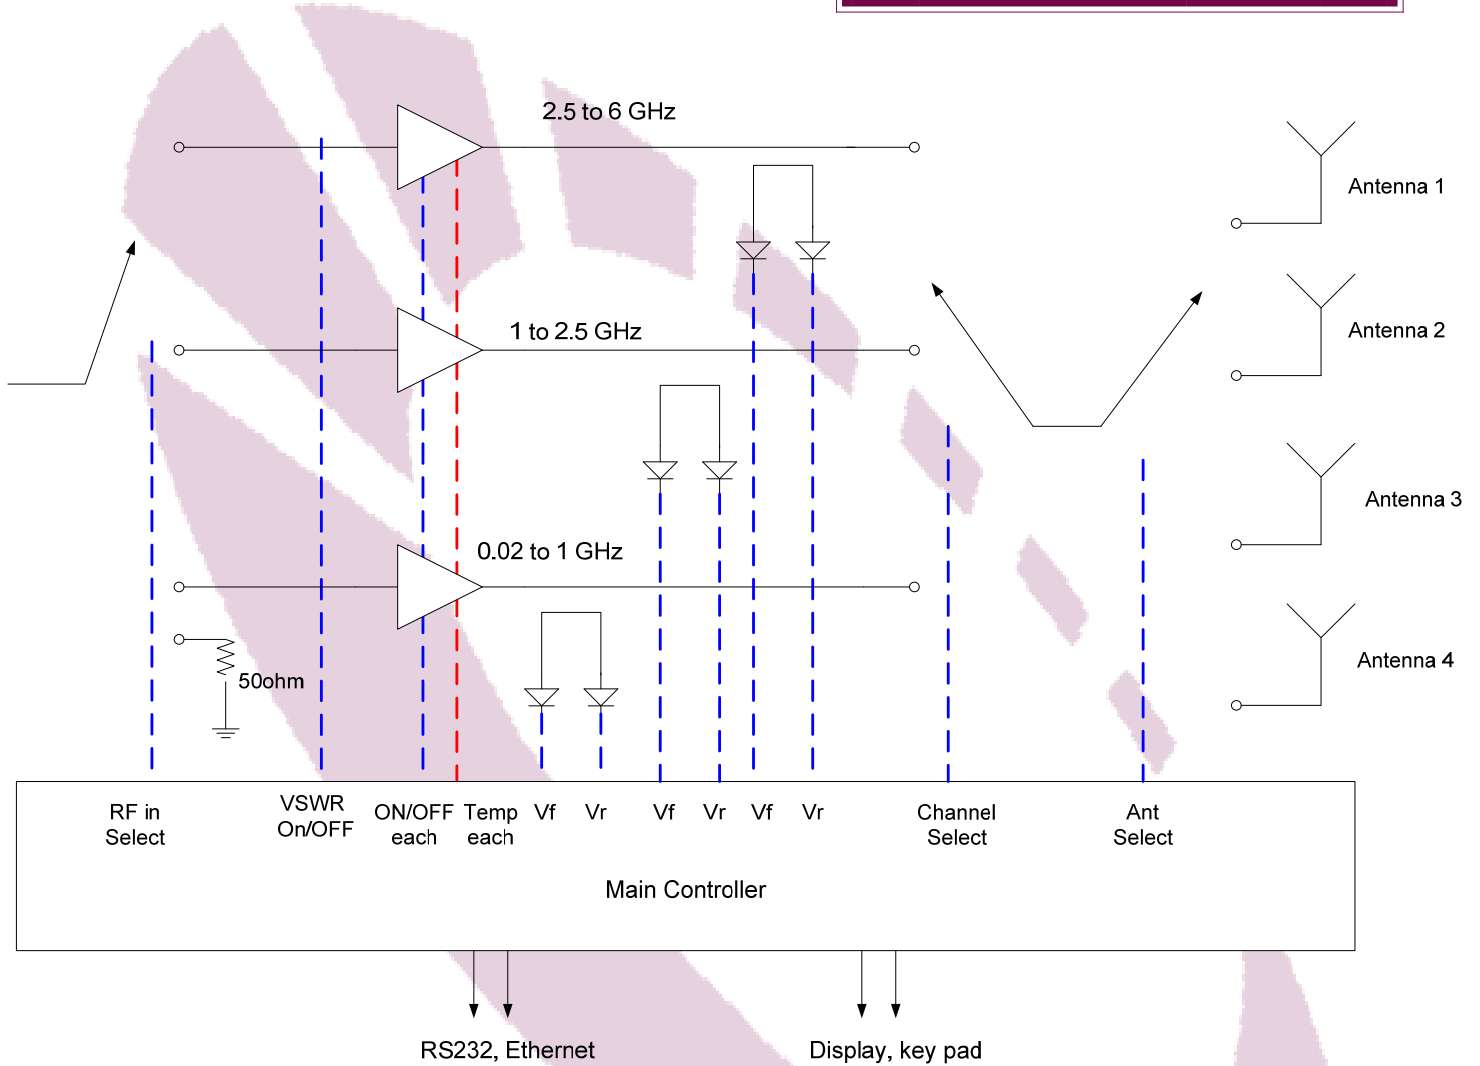 2.5 to 6 GHz
Antenna 1
1 to 2.5 GHz
Antenna 2
Antenna 3
0.02 to 1 GHz
50ohm
Antenna 4
RF in
Select
VSWR
On/OFF
ON/OFF
each
Temp
each
Vf
Vr
Vf
Vr
Vf
Vr
Channel
Select
Ant
Select
Main Controller
RS232, Ethernet
Display, key pad